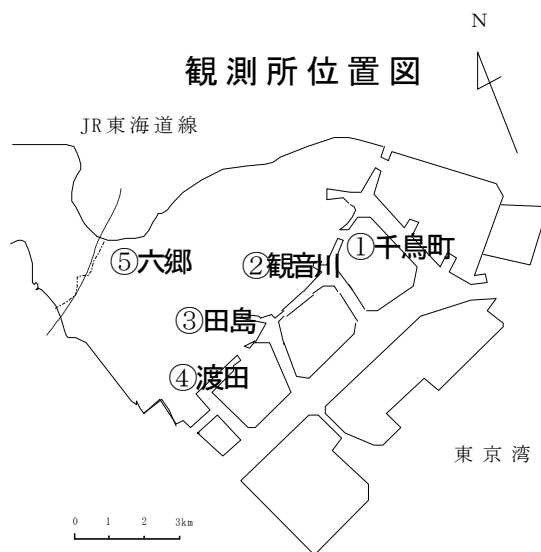 N
観測所位置図
JR東海道線
①千鳥町
②観音川
⑤六郷
③田島
④渡田
東京湾
0 1 2 3km